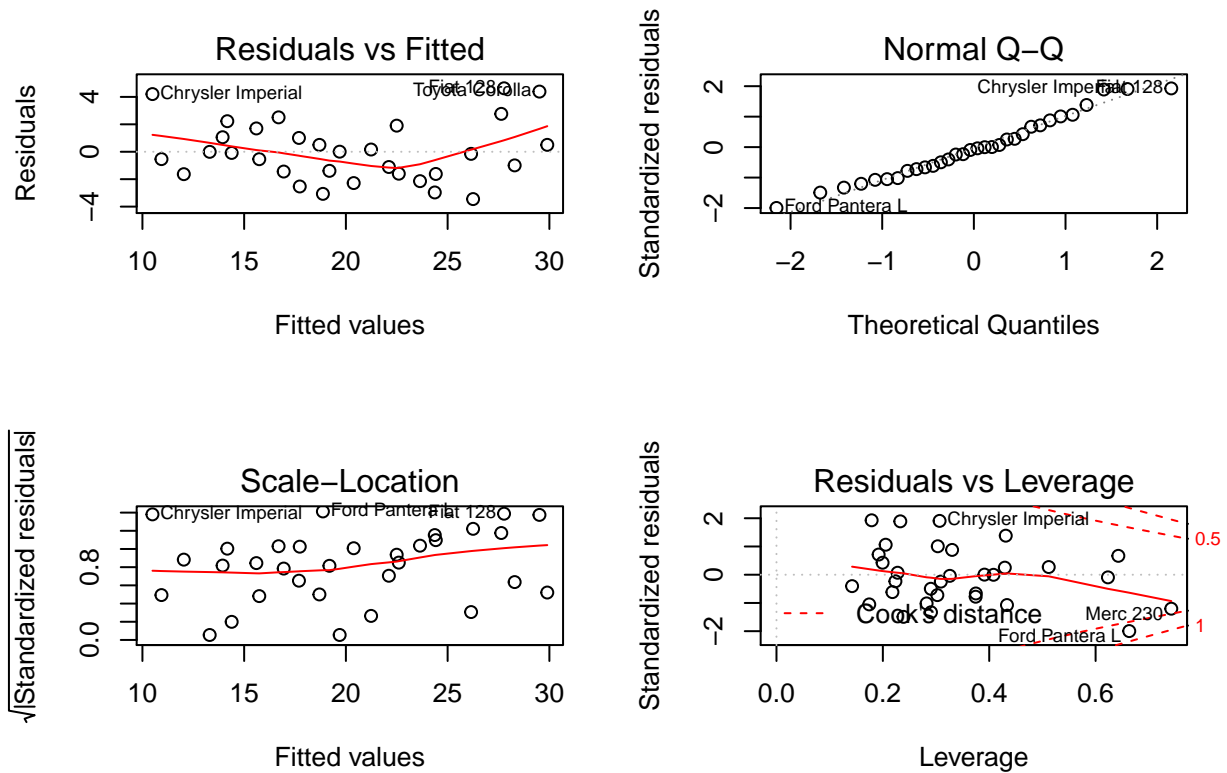 Residuals vs Fitted
Residuals
4
0
−4
Chrysler Imperial
Fiat 128
Toyota Corolla
10 15 20 25 30
Fitted values
Normal Q−Q
Standardized residuals
2
0
−2
Chrysler Imperial
Fiat 128
Ford Pantera L
−2 −1 0 1 2
Theoretical Quantiles
Scale−Location
√|Standardized residuals|
0.8
0.0
Chrysler Imperial
Ford Pantera L
Fiat 128
10 15 20 25 30
Fitted values
Residuals vs Leverage
Standardized residuals
2
0
−2
Chrysler Imperial
0.5
Merc 230
1
Cook's distance
Ford Pantera L
0.0 0.2 0.4 0.6
Leverage